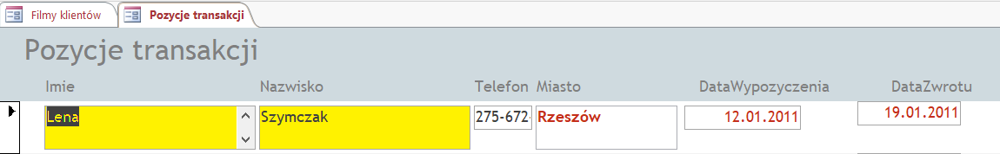 Filmy klientów Pozycje transakcji
Pozycje transakcji
Imie Nazwisko Telefon Miasto DataWypozyczenia DataZwrotu
Lena Szymczak 275-672- Rzeszów 12.01.2011 19.01.2011